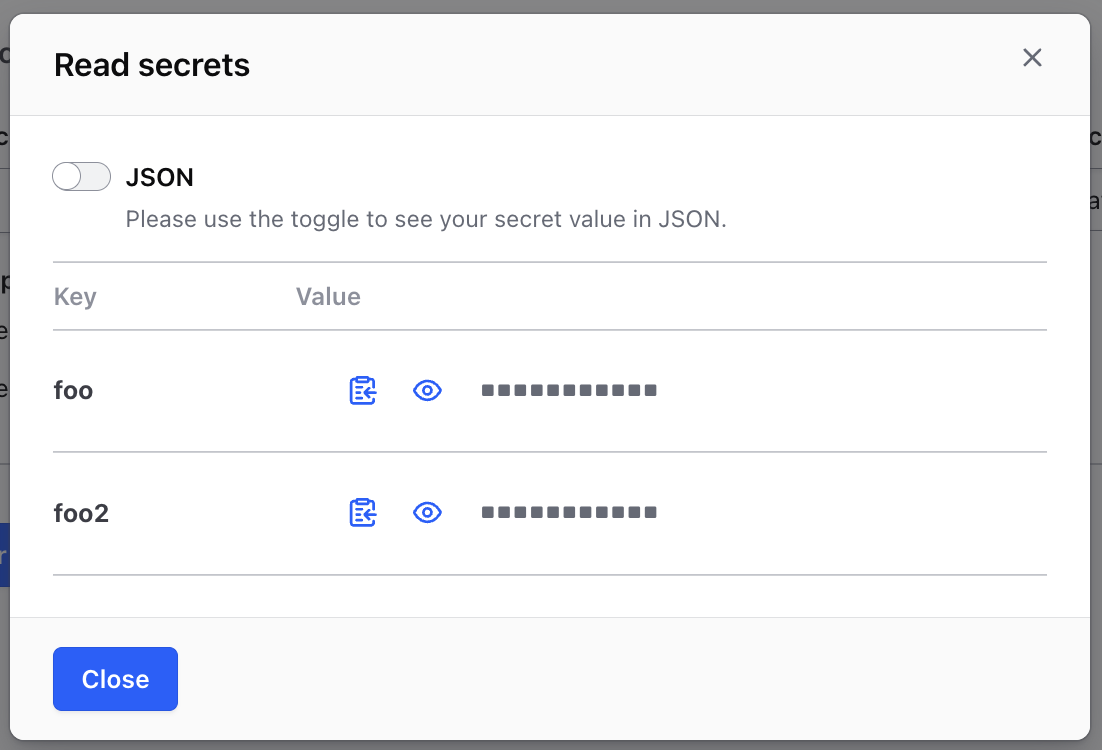 Read secrets
JSON
Please use the toggle to see your secret value in JSON.
Key Value
foo ■■■■■■■■■■■
foo2 ■■■■■■■■■■■
Close